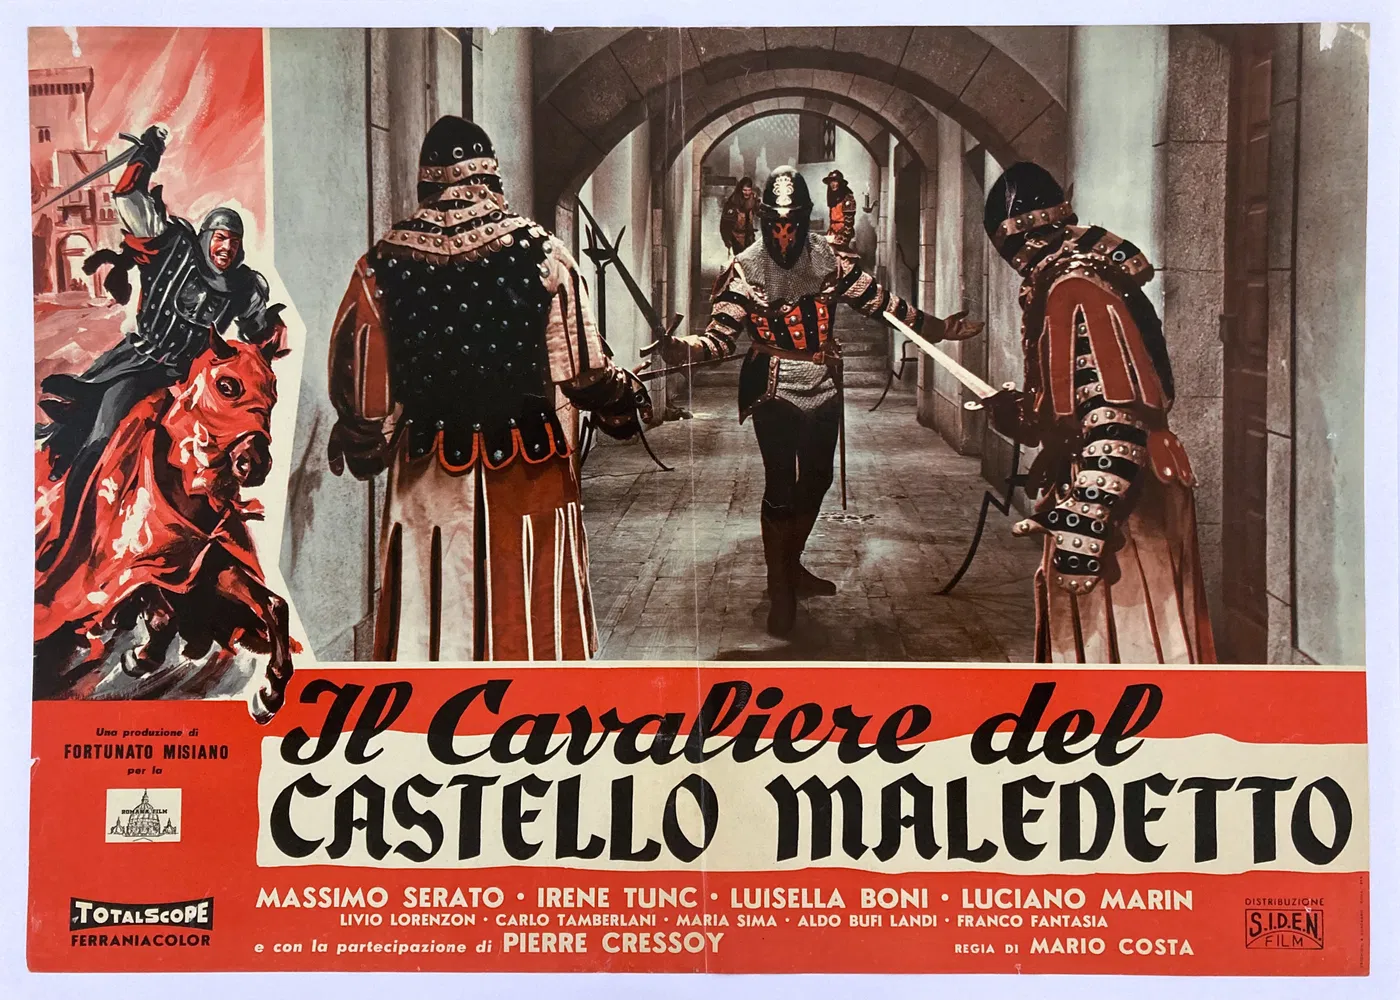 Il Cavaliere del
CASTELLO MALEDETTO
Una produzione di
FORTUNATO MISIANO
per la
ROMANA FILM
TOTALSCOPE
FERRANIACOLOR
MASSIMO SERATO • IRENE TUNC • LUISELLA BONI • LUCIANO MARIN
LIVIO LORENZON • CARLO TAMBERLANI • MARIA SIMA • ALDO BUFI LANDI • FRANCO FANTASIA
e con la partecipazione di PIERRE CRESSOY
REGIA DI MARIO COSTA
DISTRIBUZIONE
S.I.D.E.N.
FILM